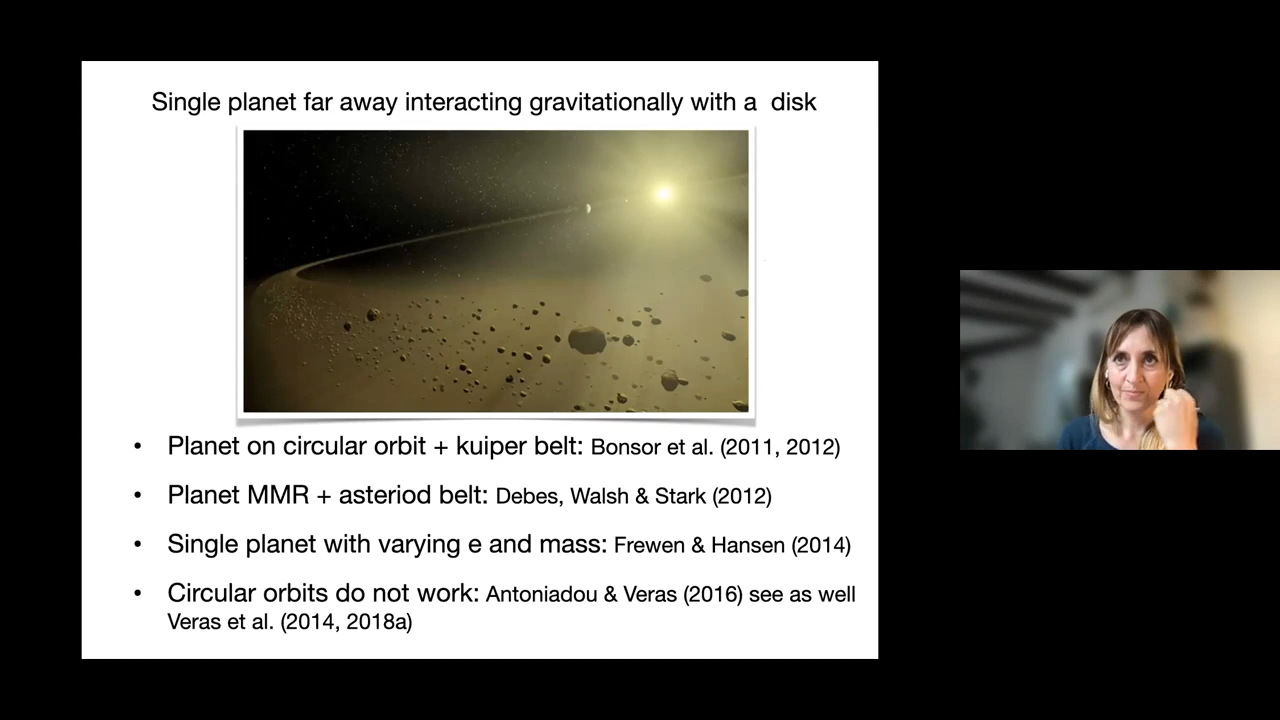 Single planet far away interacting gravitationally with a disk
• Planet on circular orbit + kuiper belt: Bonsor et al. (2011, 2012)
• Planet MMR + asteriod belt: Debes, Walsh & Stark (2012)
• Single planet with varying e and mass: Frewen & Hansen (2014)
• Circular orbits do not work: Antoniadou & Veras (2016) see as well
Veras et al. (2014, 2018a)